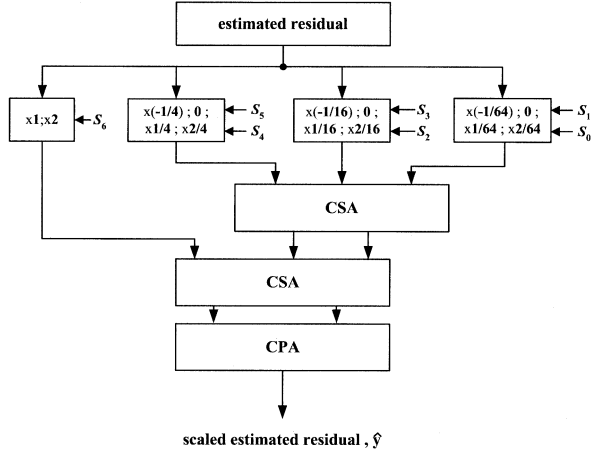 estimated residual
x1;x2
S6
x(-1/4) ; 0 ;
x1/4 ; x2/4
S5
S4
x(-1/16) ; 0 ;
x1/16 ; x2/16
S3
S2
x(-1/64) ; 0 ;
x1/64 ; x2/64
S1
S0
CSA
CSA
CPA
scaled estimated residual , ŷ